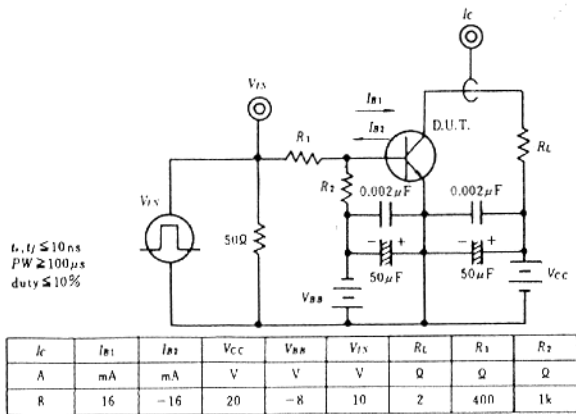 Ic
VIN
IB1
IB2
D.U.T.
R1
RL
R2
0.002μF
0.002μF
VIN
50Ω
- +
- +
50μF
50μF
tr, tf ≦ 10ns
PW ≧ 100μs
duty ≦ 10%
VBB
VCC
Ic IB1 IB2 VCC VBB VIN RL R1 R2
A mA mA V V V Ω Ω Ω
8 16 -16 20 -8 10 2 400 1k